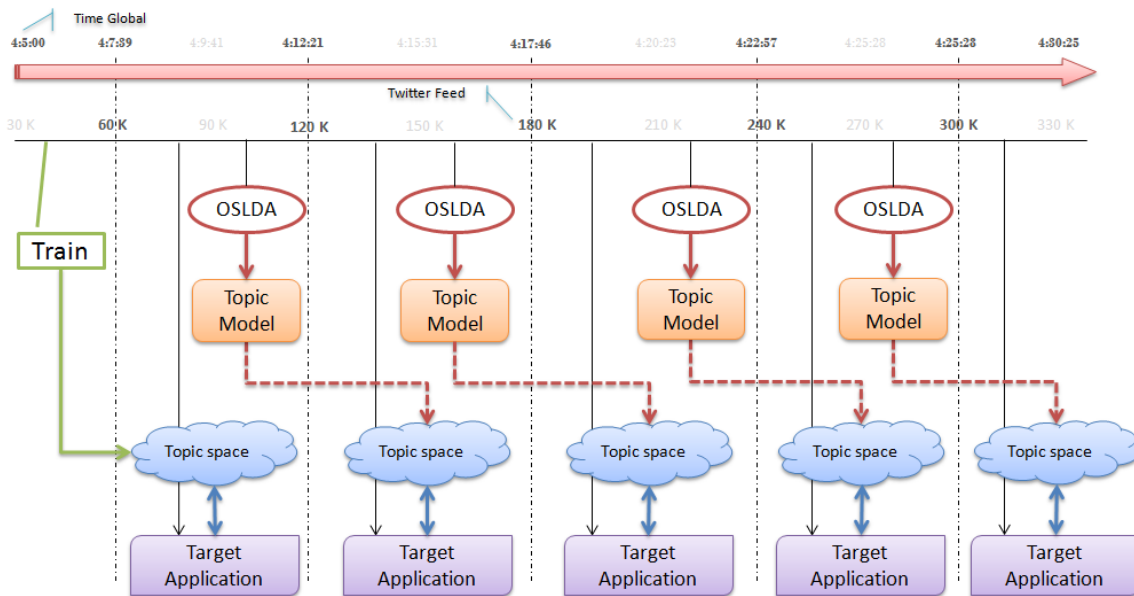 Time Global
4:5:00 4:7:39 4:9:41 4:12:21 4:15:31 4:17:46 4:20:23 4:22:57 4:25:28 4:25:28 4:30:25
Twitter Feed
30 K 60 K 90 K 120 K 150 K 180 K 210 K 240 K 270 K 300 K 330 K
OSLDA OSLDA OSLDA OSLDA
Train
Topic Topic Topic Topic
Model Model Model Model
Topic space Topic space Topic space Topic space Topic space
Target Target Target Target Target
Application Application Application Application Application